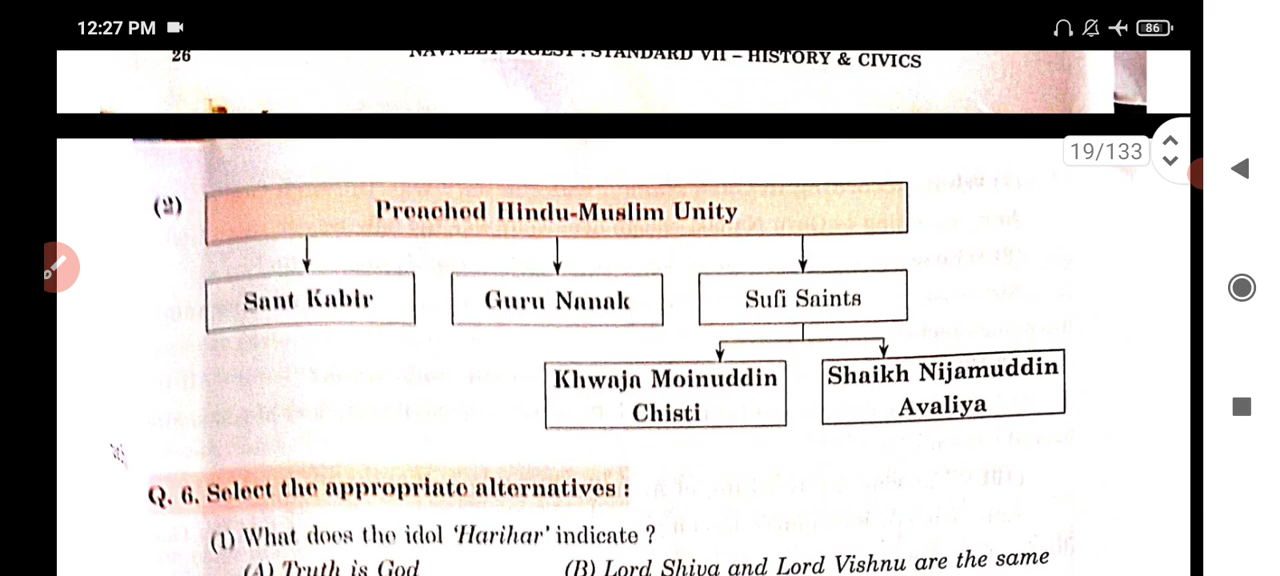 12:27 PM
86
26
NAVNEET DIGEST : STANDARD VII – HISTORY & CIVICS
19/133
(2)
Preached Hindu-Muslim Unity
Sant Kabir
Guru Nanak
Sufi Saints
Khwaja Moinuddin
Chisti
Shaikh Nijamuddin
Avaliya
Q. 6. Select the appropriate alternatives :
(1) What does the idol ‘Harihar’ indicate ?
(A) Truth is God (B) Lord Shiva and Lord Vishnu are the same